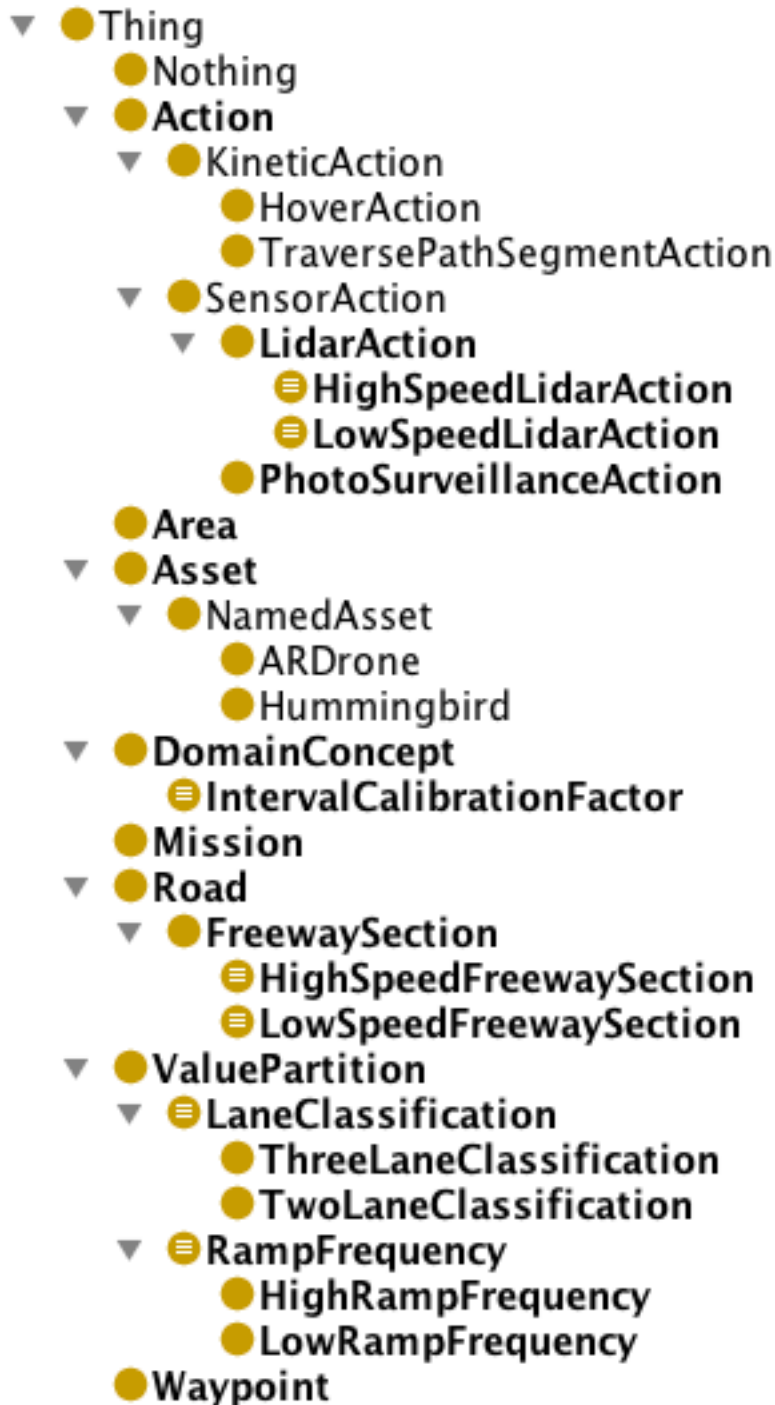 Thing
Nothing
Action
KineticAction
HoverAction
TraversePathSegmentAction
SensorAction
LidarAction
HighSpeedLidarAction
LowSpeedLidarAction
PhotoSurveillanceAction
Area
Asset
NamedAsset
ARDrone
Hummingbird
DomainConcept
IntervalCalibrationFactor
Mission
Road
FreewaySection
HighSpeedFreewaySection
LowSpeedFreewaySection
ValuePartition
LaneClassification
ThreeLaneClassification
TwoLaneClassification
RampFrequency
HighRampFrequency
LowRampFrequency
Waypoint